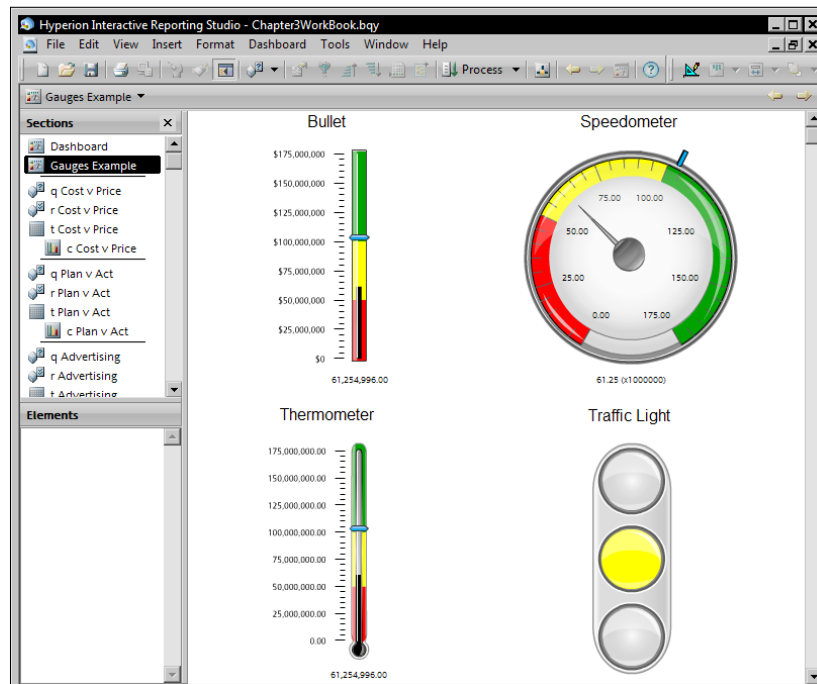 Hyperion Interactive Reporting Studio - Chapter3WorkBook.bqy
File Edit View Insert Format Dashboard Tools Window Help
Process
Gauges Example
Sections
Dashboard
Gauges Example
q Cost v Price
r Cost v Price
t Cost v Price
c Cost v Price
q Plan v Act
r Plan v Act
t Plan v Act
c Plan v Act
q Advertising
r Advertising
t Advertising
Elements
Bullet
$175,000,000
$150,000,000
$125,000,000
$100,000,000
$75,000,000
$50,000,000
$25,000,000
$0
61,254,996.00
Speedometer
75.00 100.00
50.00 125.00
25.00 150.00
0.00 175.00
61.25 (x1000000)
Thermometer
175,000,000.00
150,000,000.00
125,000,000.00
100,000,000.00
75,000,000.00
50,000,000.00
25,000,000.00
0.00
61,254,996.00
Traffic Light